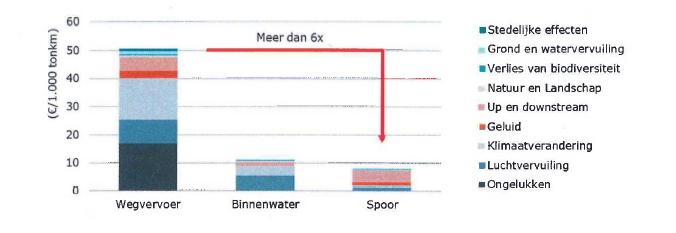 60
50
40
30
20
10
0
(€/1.000 tonkm)
Meer dan 6x
Wegvervoer
Binnenwater
Spoor
Stedelijke effecten
Grond en watervervuiling
Verlies van biodiversiteit
Natuur en Landschap
Up en downstream
Geluid
Klimaatverandering
Luchtvervuiling
Ongelukken